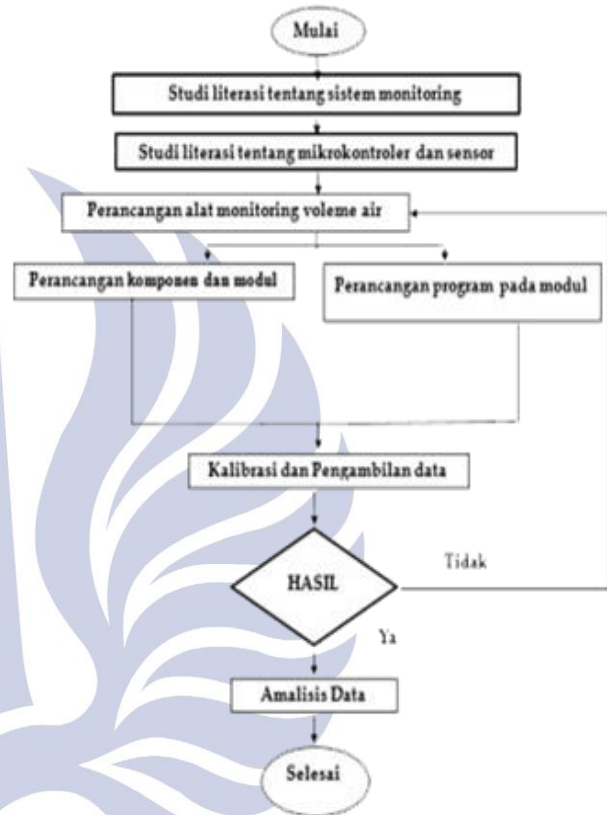 Mulai
Studi literasi tentang sistem monitoring
Studi literasi tentang mikrokontroler dan sensor
Perancangan alat monitoring voleme air
Perancangan komponen dan modul
Perancangan program pada modul
Kalibrasi dan Pengambilan data
HASIL
Tidak
Ya
Amalisis Data
Selesai